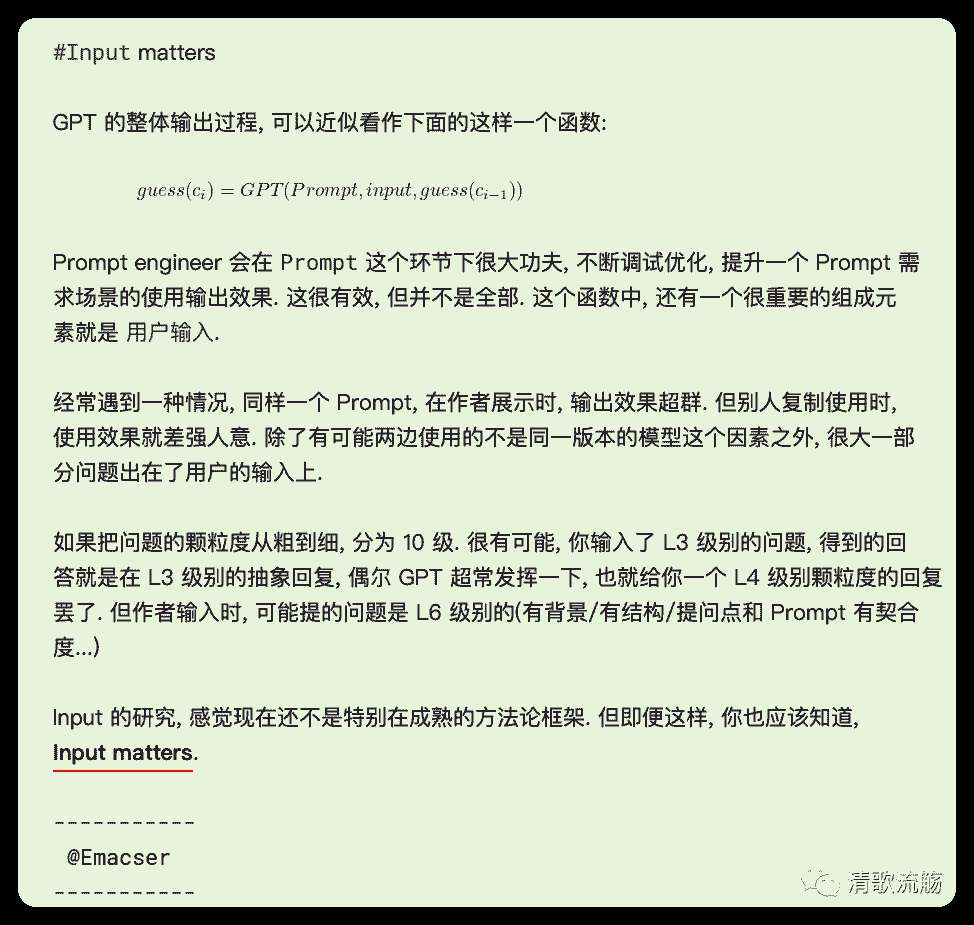 #Input matters
GPT 的整体输出过程, 可以近似看作下面的这样一个函数:
guess(c_i) = GPT(Prompt, input, guess(c_{i-1}))
Prompt engineer 会在 Prompt 这个环节下很大功夫, 不断调试优化, 提升一个 Prompt 需
求场景的使用输出效果. 这很有效, 但并不是全部. 这个函数中, 还有一个很重要的组成元
素就是 用户输入.
经常遇到一种情况, 同样一个 Prompt, 在作者展示时, 输出效果超群. 但别人复制使用时,
使用效果就差强人意. 除了有可能两边使用的不是同一版本的模型这个因素之外, 很大一部
分问题出在了用户的输入上.
如果把问题的颗粒度从粗到细, 分为 10 级. 很有可能, 你输入了 L3 级别的问题, 得到的回
答就是在 L3 级别的抽象回复, 偶尔 GPT 超常发挥一下, 也就给你一个 L4 级别颗粒度的回复
罢了. 但作者输入时, 可能提的问题是 L6 级别的(有背景/有结构/提问点和 Prompt 有契合
度...)
Input 的研究, 感觉现在还不是特别在成熟的方法论框架. 但即便这样, 你也应该知道,
Input matters.
-----------
@Emacser
-----------
清歌流觞